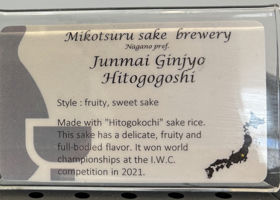 Mikotsuru sake brewery
Nagano pref.
Junmai Ginjyo
Hitogogoshi
Style : fruity, sweet sake
Made with "Hitogokochi" sake rice.
This sake has a delicate, fruity and
full-bodied flavor. It won world
championships at the I.W.C.
competition in 2021.